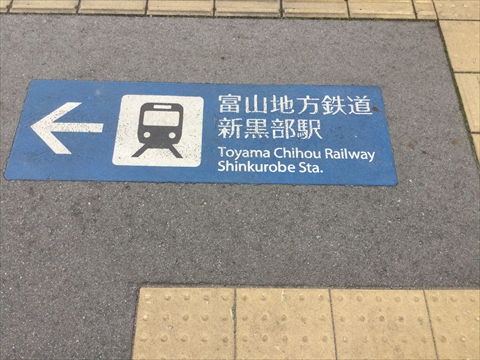 富山地方鉄道
新黒部駅
Toyama Chihou Railway
Shinkurobe Sta.